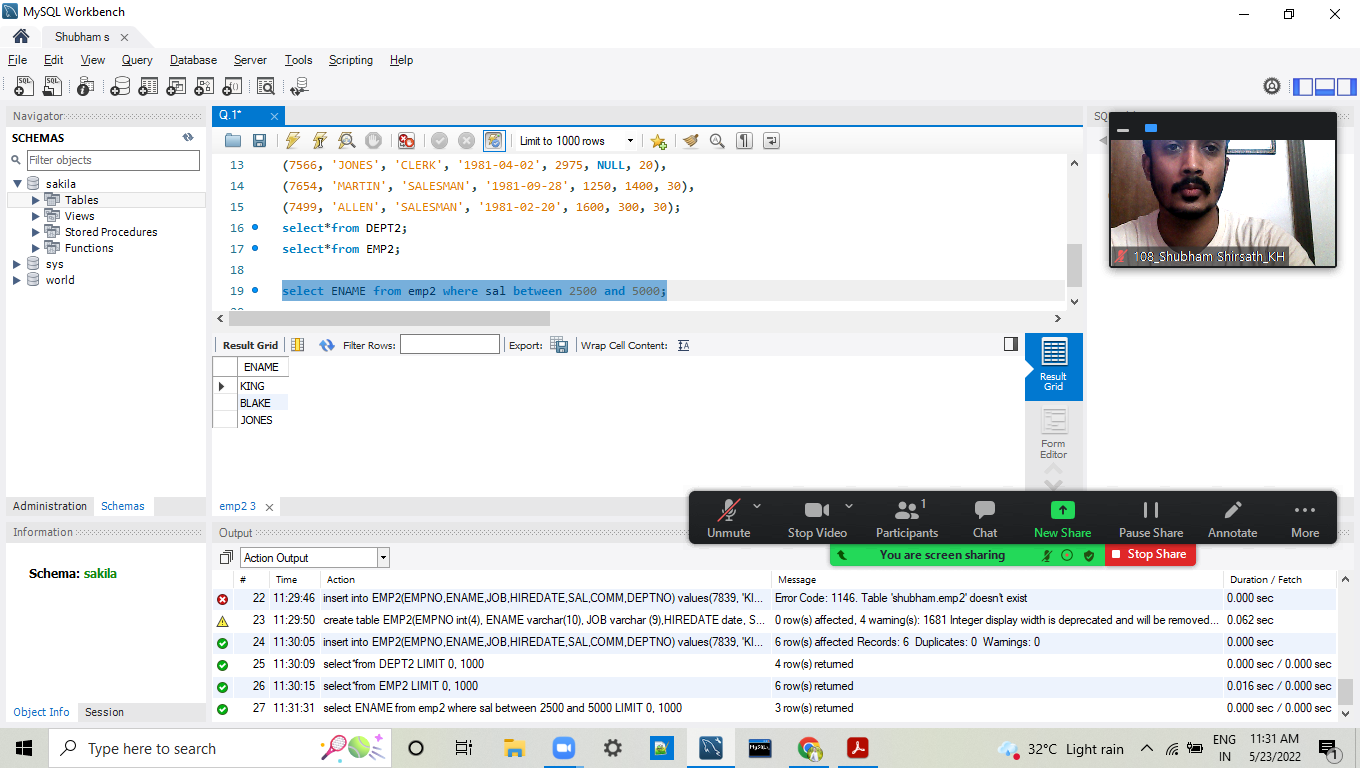 MySQL Workbench
Shubham s
File Edit View Query Database Server Tools Scripting Help
Navigator
SCHEMAS
Filter objects
sakila
Tables
Views
Stored Procedures
Functions
sys
world
Administration Schemas
Information
Schema: sakila
Object Info Session
Q.1*
Limit to 1000 rows
13 (7566, 'JONES', 'CLERK', '1981-04-02', 2975, NULL, 20),
14 (7654, 'MARTIN', 'SALESMAN', '1981-09-28', 1250, 1400, 30),
15 (7499, 'ALLEN', 'SALESMAN', '1981-02-20', 1600, 300, 30);
16 select*from DEPT2;
17 select*from EMP2;
18
19 select ENAME from emp2 where sal between 2500 and 5000;
Result Grid Filter Rows: Export: Wrap Cell Content:
ENAME
KING
BLAKE
JONES
Result Grid
Form Editor
emp2 3
108_Shubham Shirsath_KH
Unmute Stop Video Participants 1 Chat New Share Pause Share Annotate More
You are screen sharing Stop Share
Output
Action Output
# Time Action Message Duration / Fetch
22 11:29:46 insert into EMP2(EMPNO,ENAME,JOB,HIREDATE,SAL,COMM,DEPTNO) values(7839, 'KI... Error Code: 1146. Table 'shubham.emp2' doesn't exist 0.000 sec
23 11:29:50 create table EMP2(EMPNO int(4), ENAME varchar(10), JOB varchar (9),HIREDATE date, S... 0 row(s) affected, 4 warning(s): 1681 Integer display width is deprecated and will be removed... 0.062 sec
24 11:30:05 insert into EMP2(EMPNO,ENAME,JOB,HIREDATE,SAL,COMM,DEPTNO) values(7839, 'KI... 6 row(s) affected Records: 6 Duplicates: 0 Warnings: 0 0.000 sec
25 11:30:09 select*from DEPT2 LIMIT 0, 1000 4 row(s) returned 0.000 sec / 0.000 sec
26 11:30:15 select*from EMP2 LIMIT 0, 1000 6 row(s) returned 0.016 sec / 0.000 sec
27 11:31:31 select ENAME from emp2 where sal between 2500 and 5000 LIMIT 0, 1000 3 row(s) returned 0.000 sec / 0.000 sec
Type here to search
32°C Light rain
ENG IN
11:31 AM
5/23/2022
1